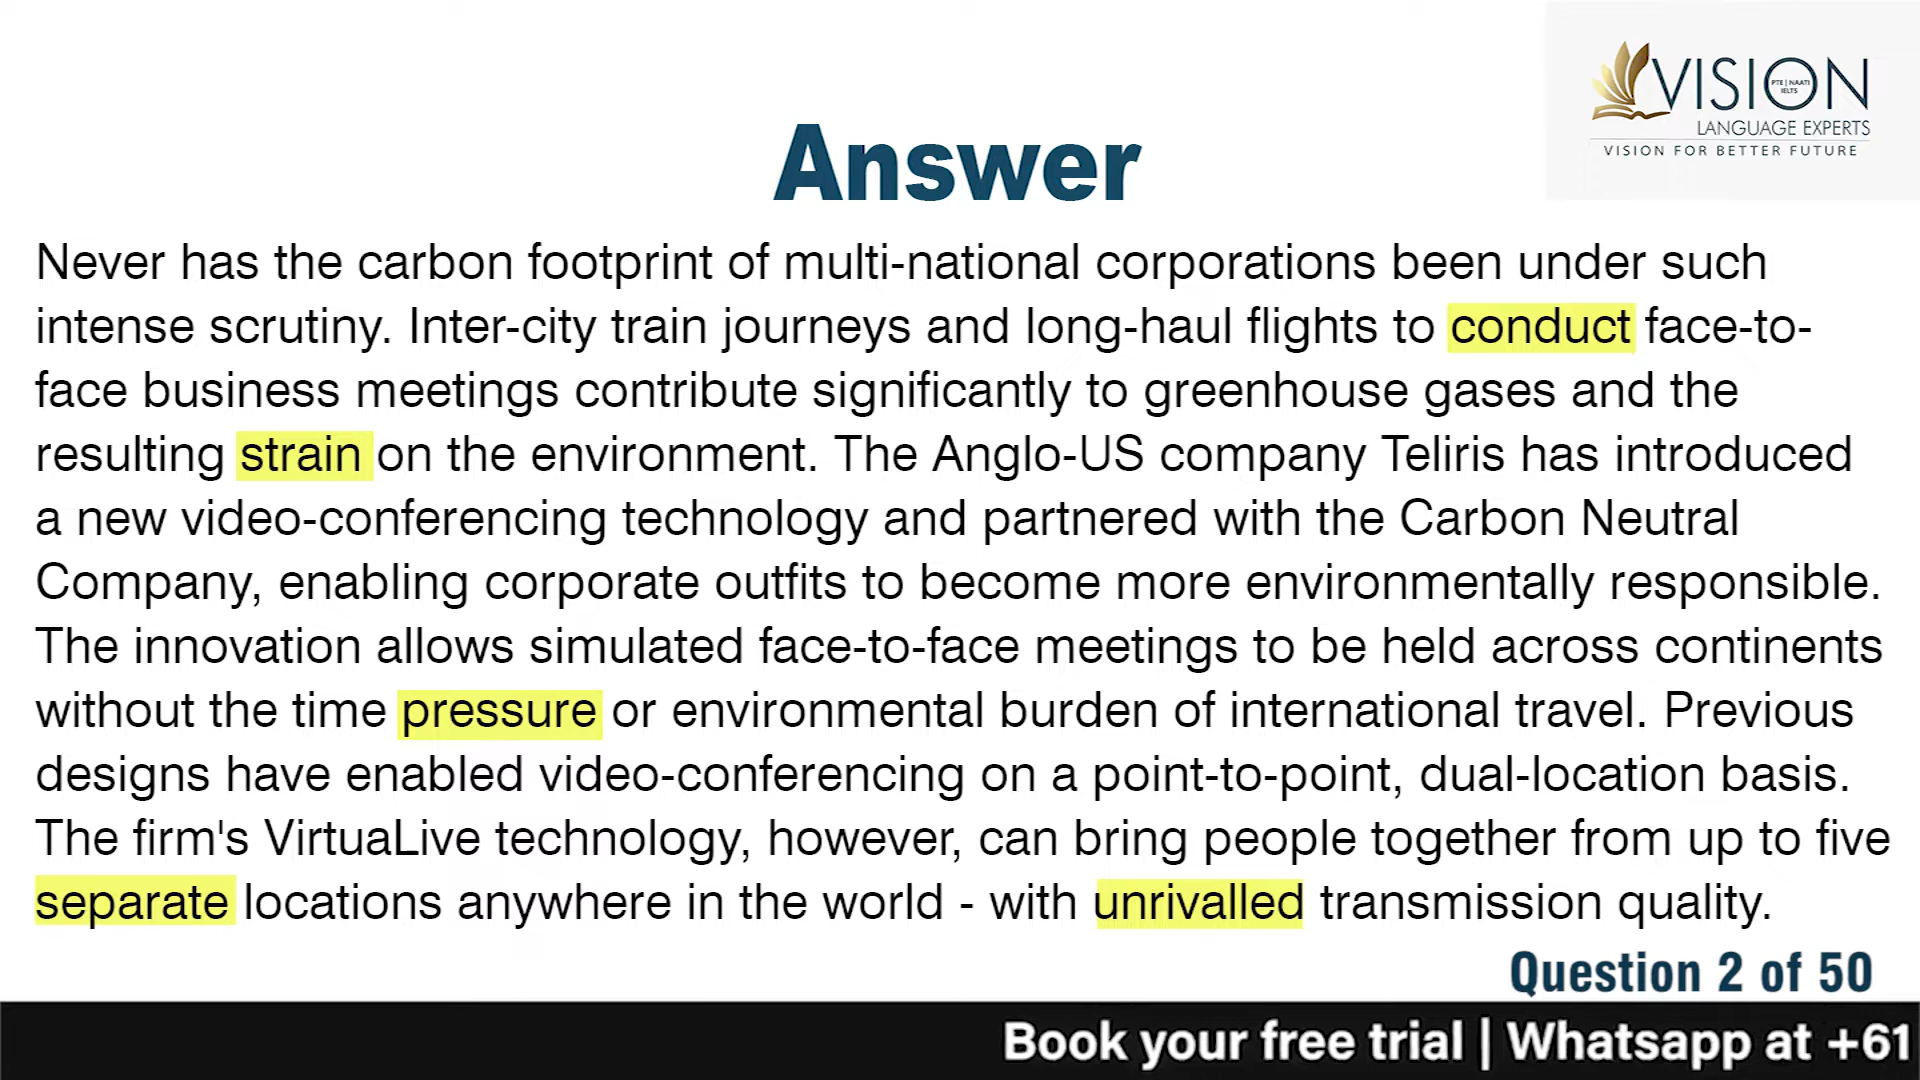 VISION
PTE | NAATI
IELTS
LANGUAGE EXPERTS
VISION FOR BETTER FUTURE
Answer
Never has the carbon footprint of multi-national corporations been under such
intense scrutiny. Inter-city train journeys and long-haul flights to conduct face-to-
face business meetings contribute significantly to greenhouse gases and the
resulting strain on the environment. The Anglo-US company Teliris has introduced
a new video-conferencing technology and partnered with the Carbon Neutral
Company, enabling corporate outfits to become more environmentally responsible.
The innovation allows simulated face-to-face meetings to be held across continents
without the time pressure or environmental burden of international travel. Previous
designs have enabled video-conferencing on a point-to-point, dual-location basis.
The firm's VirtuaLive technology, however, can bring people together from up to five
separate locations anywhere in the world - with unrivalled transmission quality.
Question 2 of 50
Book your free trial | Whatsapp at +61